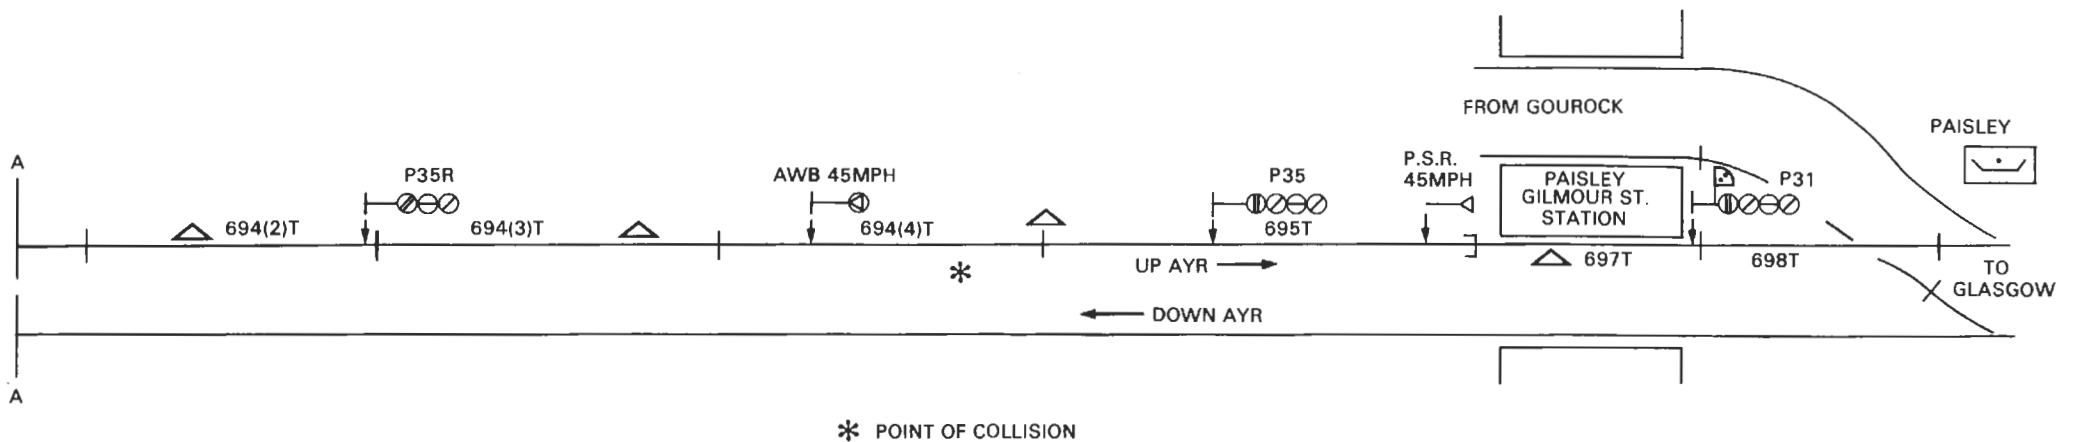 FROM GOUROCK
PAISLEY
A
P35R
AWB 45MPH
P35
P.S.R.
45MPH
PAISLEY
GILMOUR ST.
STATION
P31
694(2)T
694(3)T
694(4)T
695T
697T
698T
UP AYR
TO
GLASGOW
DOWN AYR
A
* POINT OF COLLISION